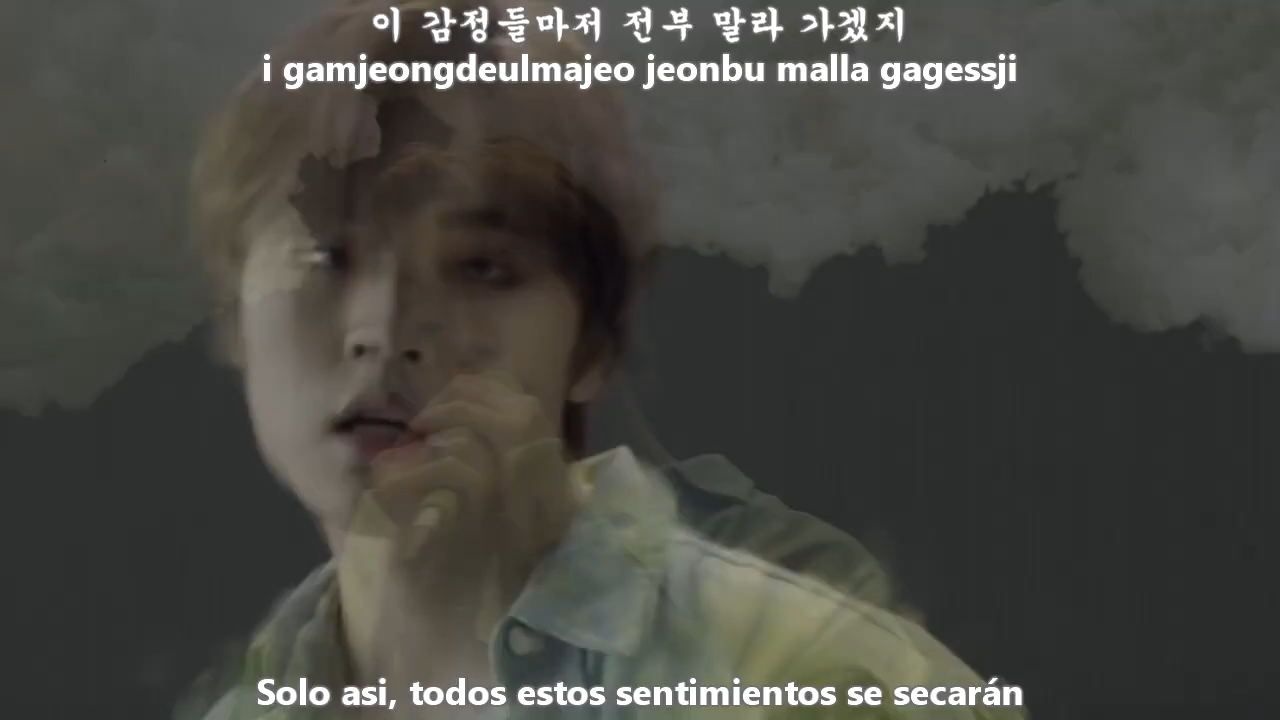 이 감정들마저 전부 말라 가겠지
i gamjeongdeulmajeo jeonbu malla gagessji
Solo asi, todos estos sentimientos se secarán